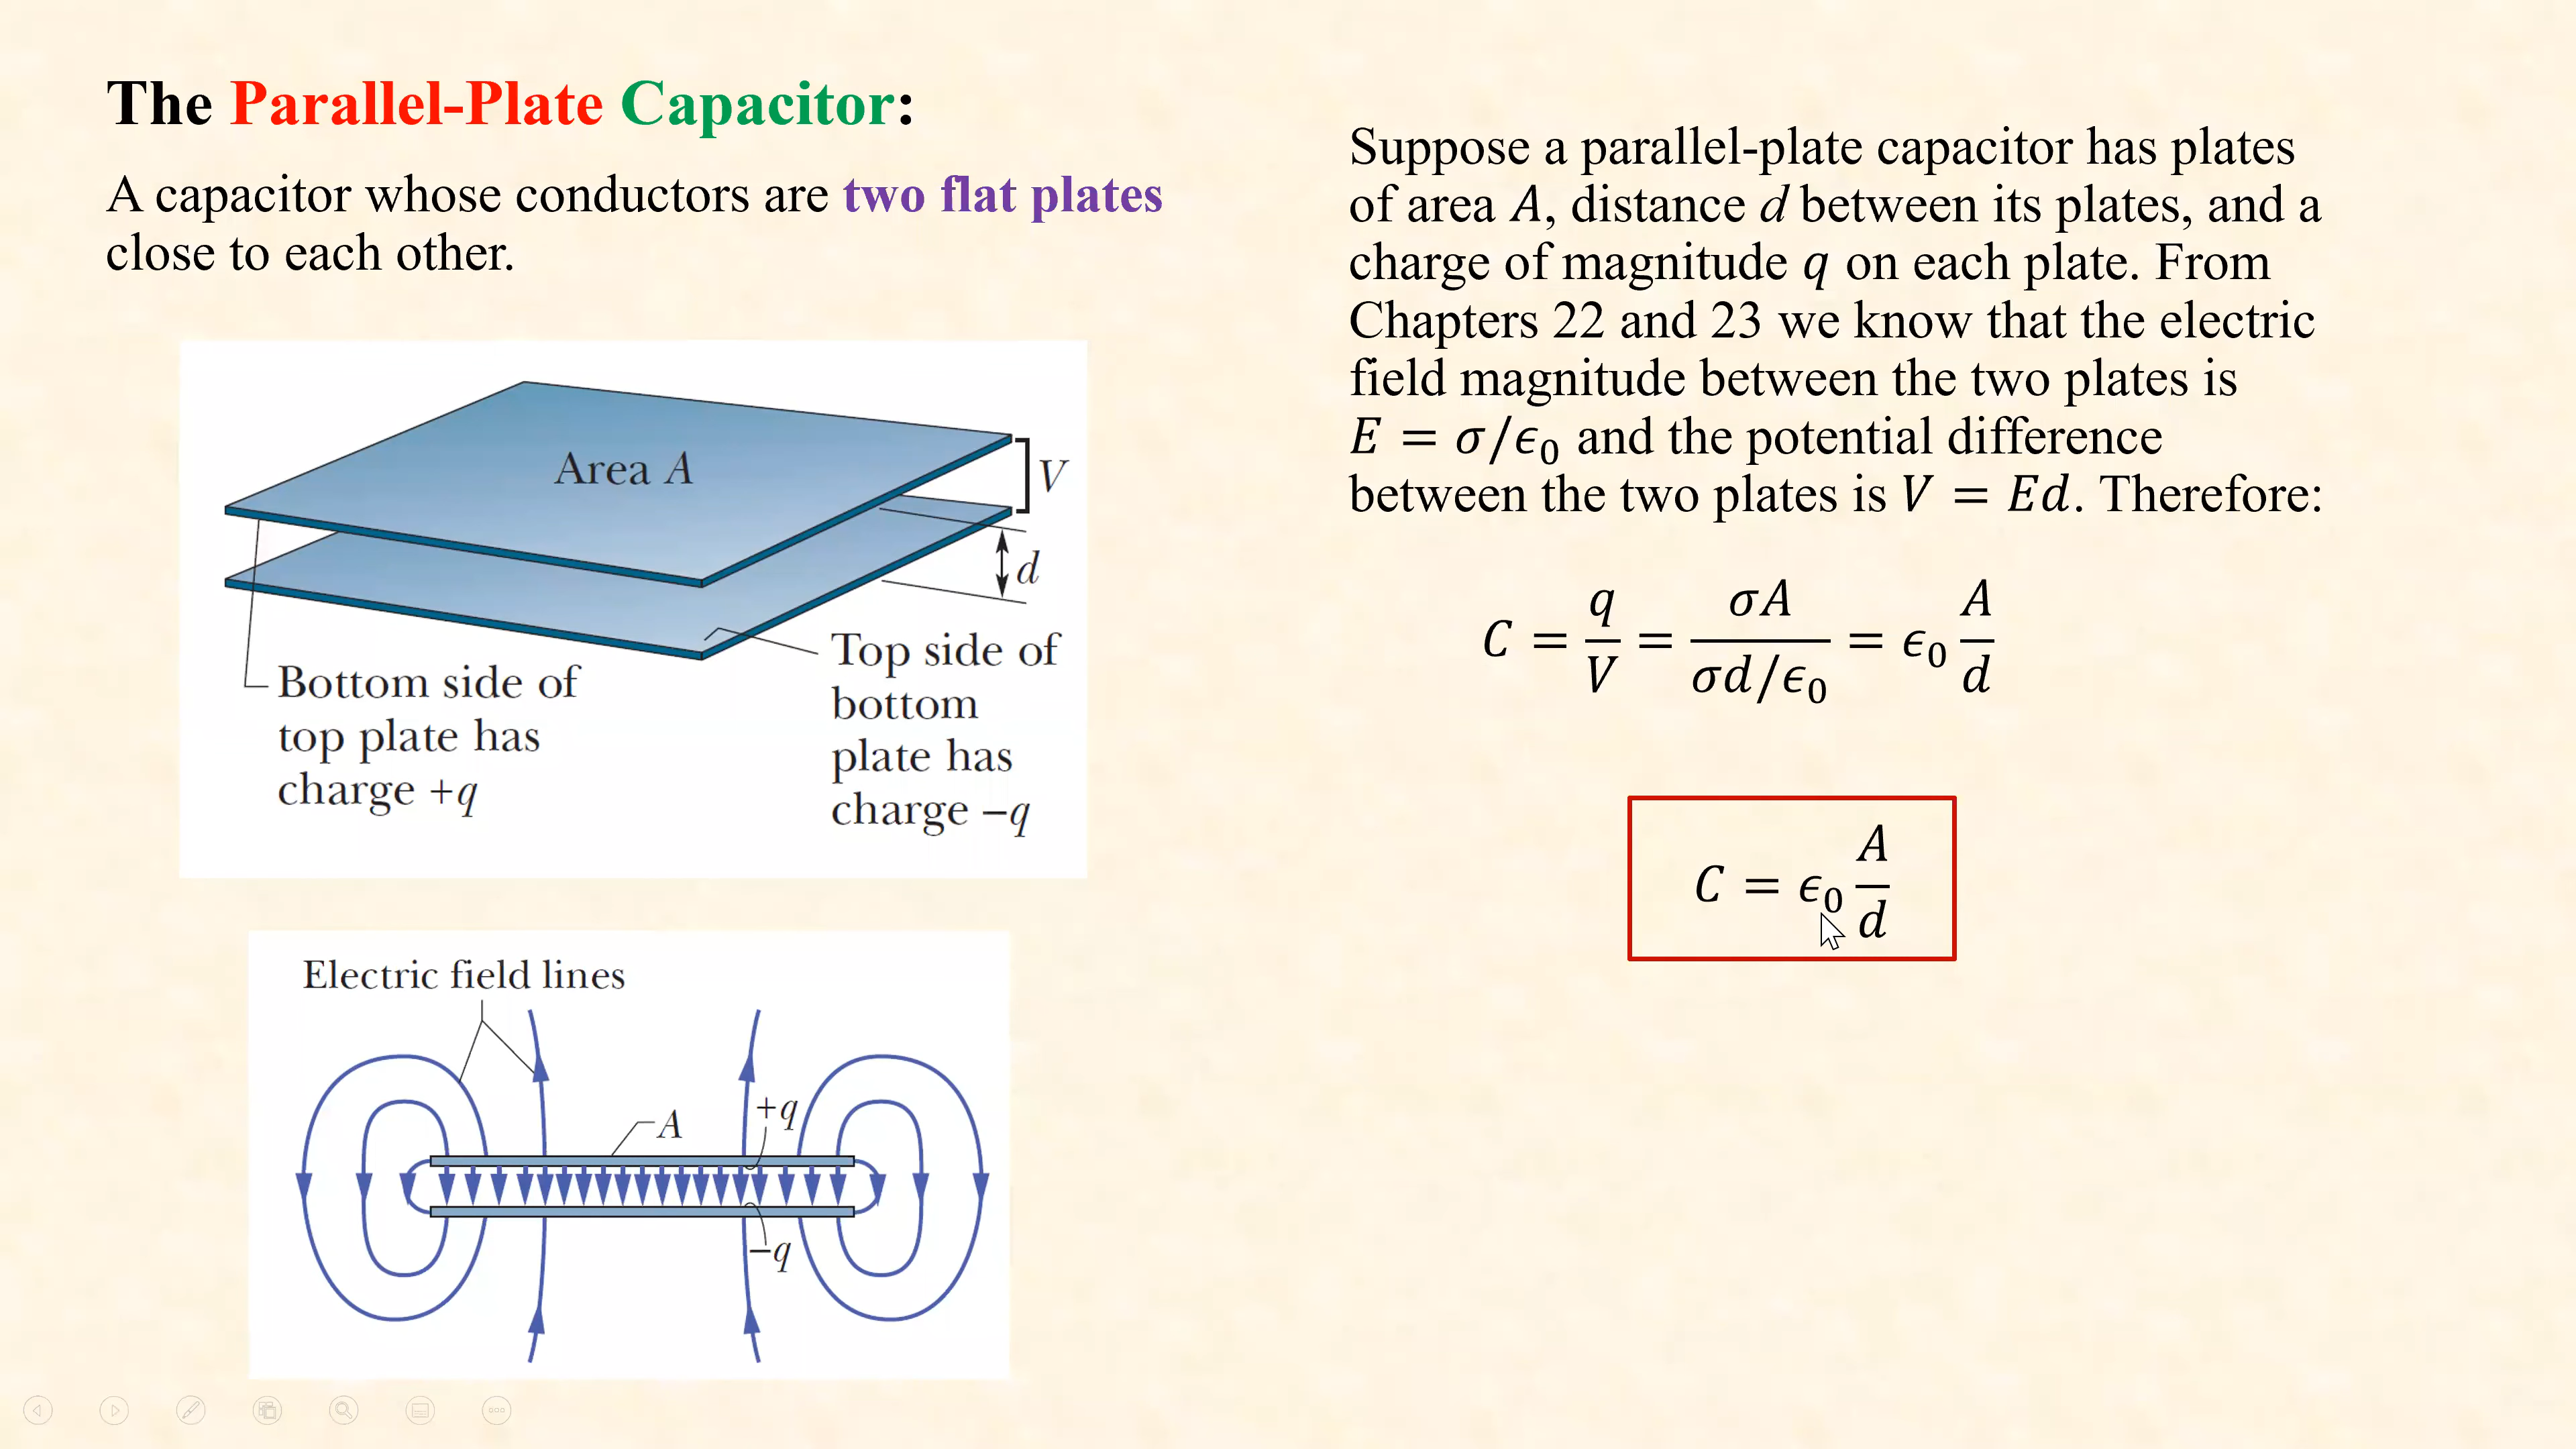 The Parallel-Plate Capacitor:
A capacitor whose conductors are two flat plates
close to each other.
Area A
V
d
Bottom side of
top plate has
charge +q
Top side of
bottom
plate has
charge −q
Electric field lines
A
+q
−q
Suppose a parallel-plate capacitor has plates
of area A, distance d between its plates, and a
charge of magnitude q on each plate. From
Chapters 22 and 23 we know that the electric
field magnitude between the two plates is
E = σ/ϵ₀ and the potential difference
between the two plates is V = Ed. Therefore:
C = q/V = σA/(σd/ϵ₀) = ϵ₀ A/d
C = ϵ₀ A/d